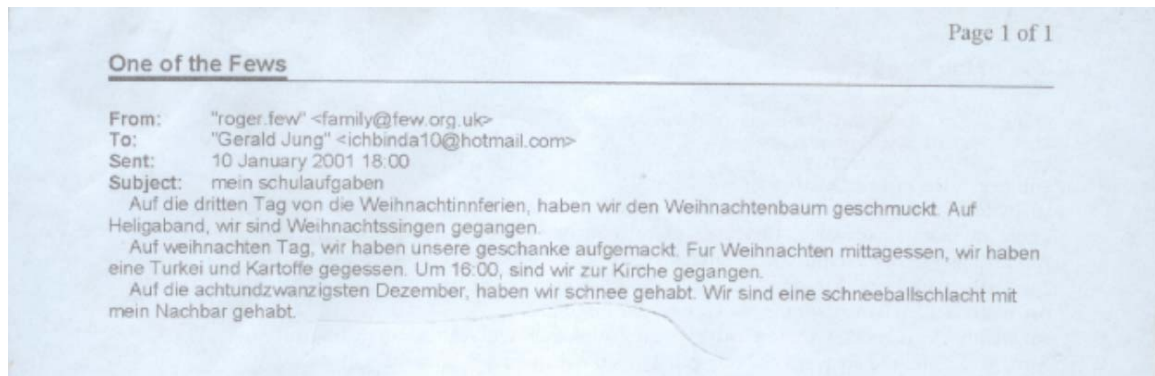 Page 1 of 1
One of the Fews
From: "roger.few" <family@few.org.uk>
To: "Gerald Jung" <ichbinda10@hotmail.com>
Sent: 10 January 2001 18:00
Subject: mein schulaufgaben
Auf die dritten Tag von die Weihnachtinnferien, haben wir den Weihnachtenbaum geschmuckt. Auf
Heligaband, wir sind Weihnachtssingen gegangen.
Auf weihnachten Tag, wir haben unsere geschanke aufgemackt. Fur Weihnachten mittagessen, wir haben
eine Turkei und Kartoffe gegessen. Um 16:00, sind wir zur Kirche gegangen.
Auf die achtundzwanzigsten Dezember, haben wir schnee gehabt. Wir sind eine schneeballschlacht mit
mein Nachbar gehabt.